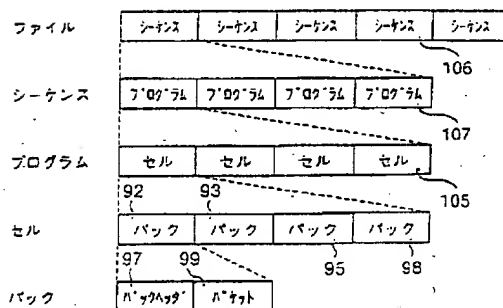 ファイル シーケンス シーケンス シーケンス シーケンス シーケンス
106
シーケンス プログラム プログラム プログラム プログラム
107
プログラム セル セル セル セル
105
92 93
セル パック パック パック パック
97 99 95 98
パック パックヘッダ パケット